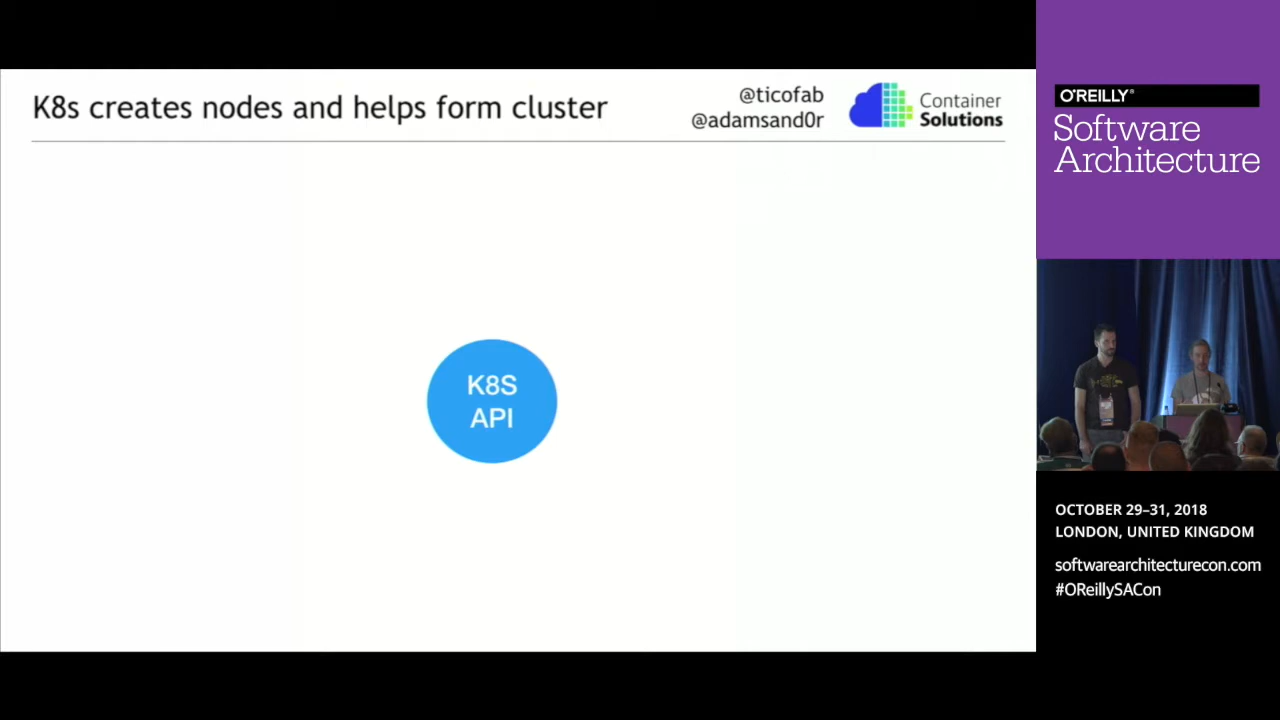 K8s creates nodes and helps form cluster
@ticofab
@adamsand0r
Container
Solutions
K8S
API
O'REILLY®
Software
Architecture
OCTOBER 29–31, 2018
LONDON, UNITED KINGDOM
softwarearchitecturecon.com
#OReillySACon